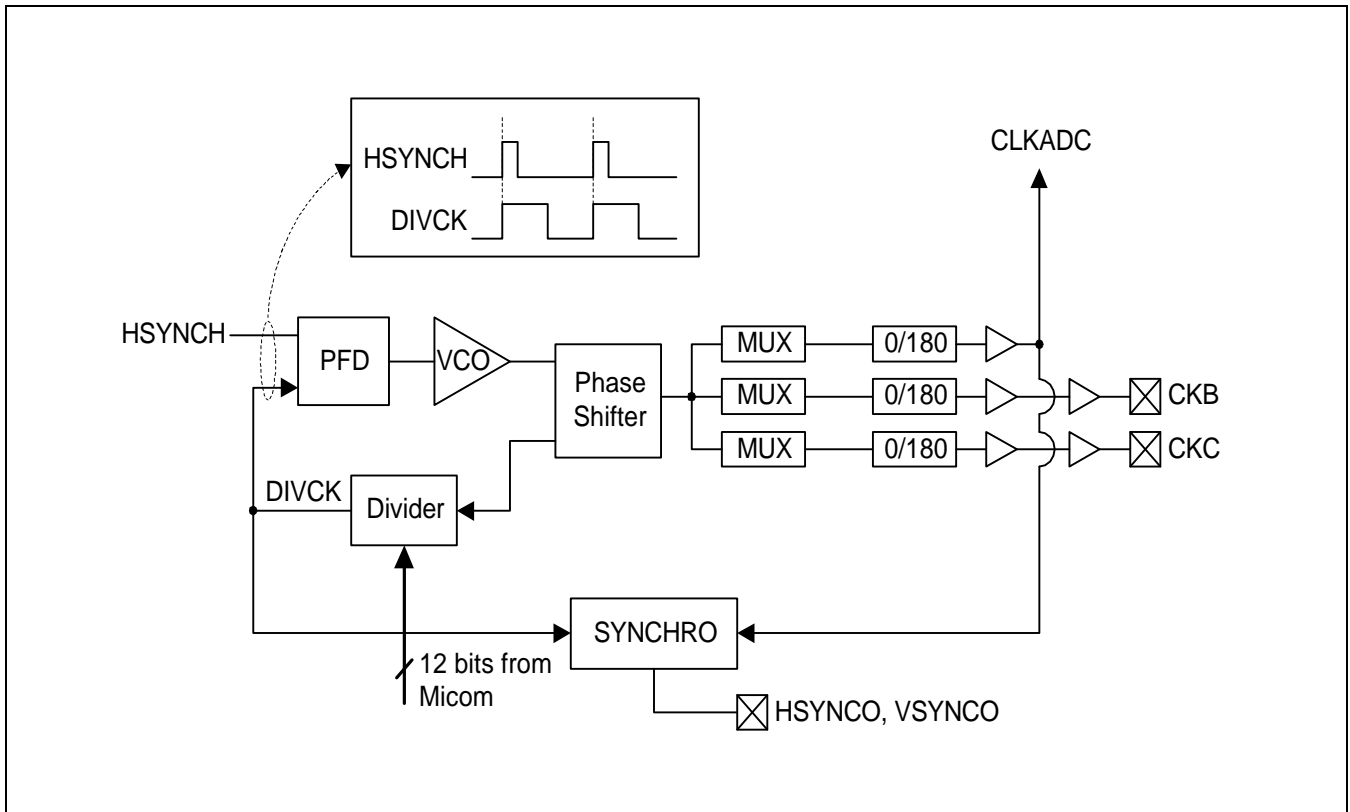 HSYNCH
DIVCK
CLKADC
HSYNCH
PFD
VCO
Phase
Shifter
MUX
0/180
MUX
0/180
CKB
MUX
0/180
CKC
DIVCK
Divider
SYNCHRO
12 bits from
Micom
HSYNCO, VSYNCO